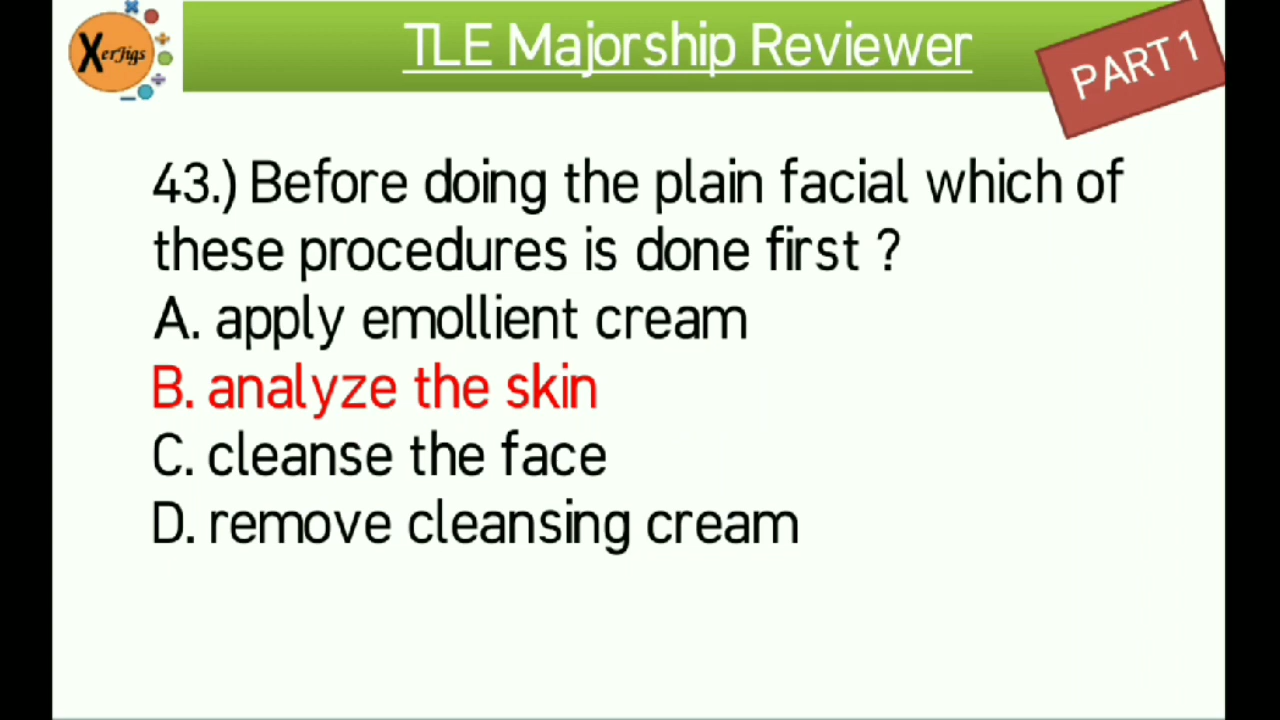 XerJigs
TLE Majorship Reviewer
PART 1
43.) Before doing the plain facial which of
these procedures is done first ?
A. apply emollient cream
B. analyze the skin
C. cleanse the face
D. remove cleansing cream